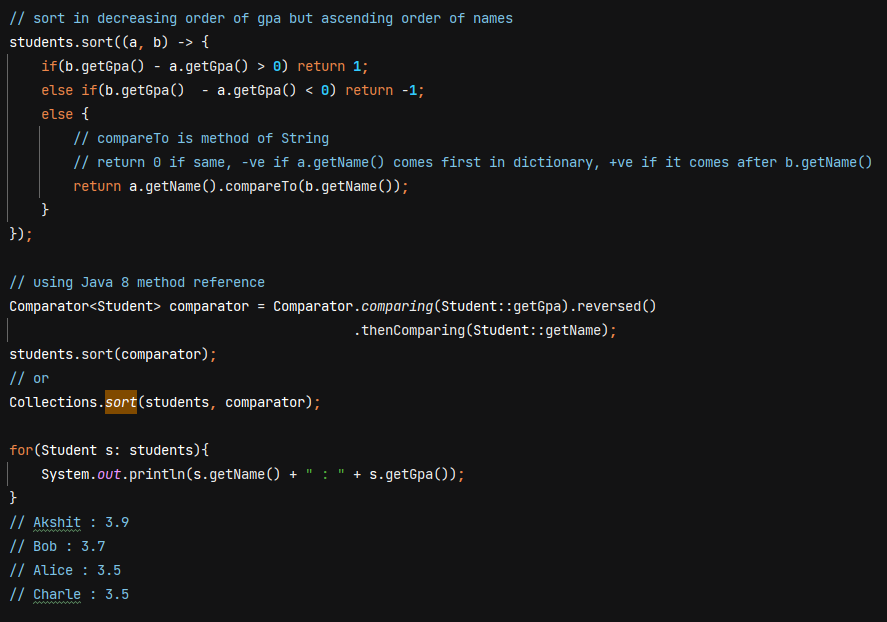 // sort in decreasing order of gpa but ascending order of names
students.sort((a, b) -> {
    if(b.getGpa() - a.getGpa() > 0) return 1;
    else if(b.getGpa()  - a.getGpa() < 0) return -1;
    else {
        // compareTo is method of String
        // return 0 if same, -ve if a.getName() comes first in dictionary, +ve if it comes after b.getName()
        return a.getName().compareTo(b.getName());
    }
});

// using Java 8 method reference
Comparator<Student> comparator = Comparator.comparing(Student::getGpa).reversed()
                                           .thenComparing(Student::getName);
students.sort(comparator);
// or
Collections.sort(students, comparator);

for(Student s: students){
    System.out.println(s.getName() + " : " + s.getGpa());
}
// Akshit : 3.9
// Bob : 3.7
// Alice : 3.5
// Charle : 3.5